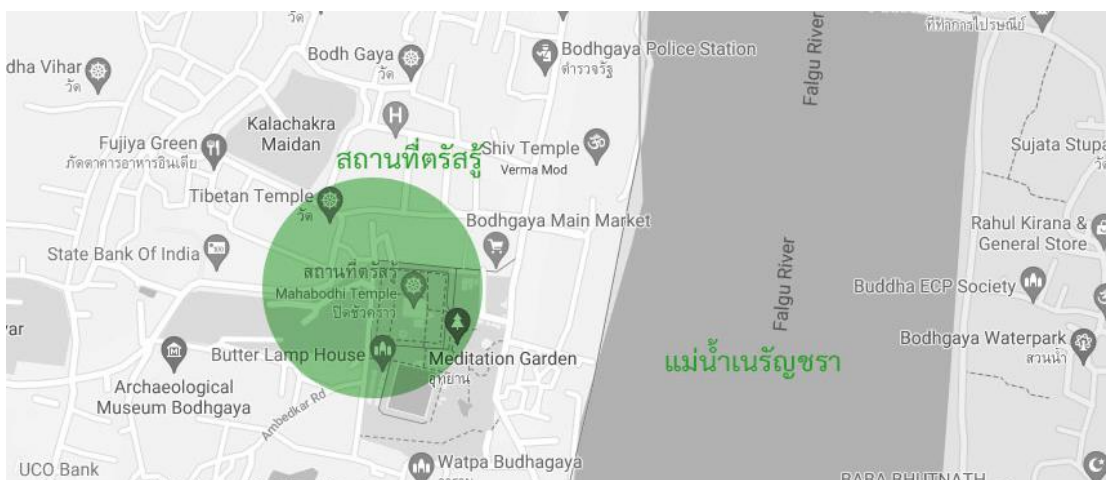 วัด
ที่ทำการไปรษณีย์
Bodh Gaya
วัด
Bodhgaya Police Station
ตำรวจรัฐ
dha Vihar
วัด
Falgu River
Kalachakra
Maidan
Fujiya Green
ภัตตาคารอาหารอินเดีย
H
สถานที่ตรัสรู้
Shiv Temple
Verma Mod
Sujata Stupa
วัด
Tibetan Temple
วัด
Bodhgaya Main Market
Rahul Kirana &
General Store
State Bank Of India
สถานที่ตรัสรู้
Mahabodhi Temple
ปิดชั่วคราว
Falgu River
Buddha ECP Society
yar
Butter Lamp House
Meditation Garden
อุทยาน
แม่น้ำเนรัญชรา
Bodhgaya Waterpark
สวนน้ำ
Archaeological
Museum Bodhgaya
Ambedkar Rd
UCO Bank
Watpa Budhagaya
BABA BHUTNATH